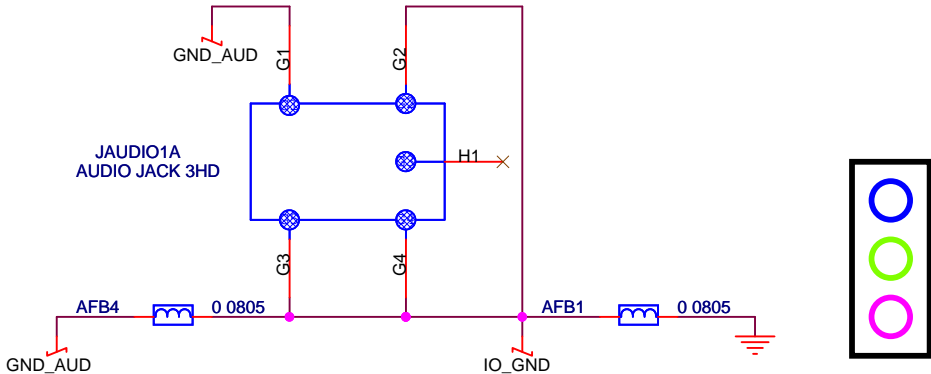 G1
G2
GND_AUD
JAUDIO1A
AUDIO JACK 3HD
H1
G3
G4
AFB4
0 0805
AFB1
0 0805
GND_AUD
IO_GND